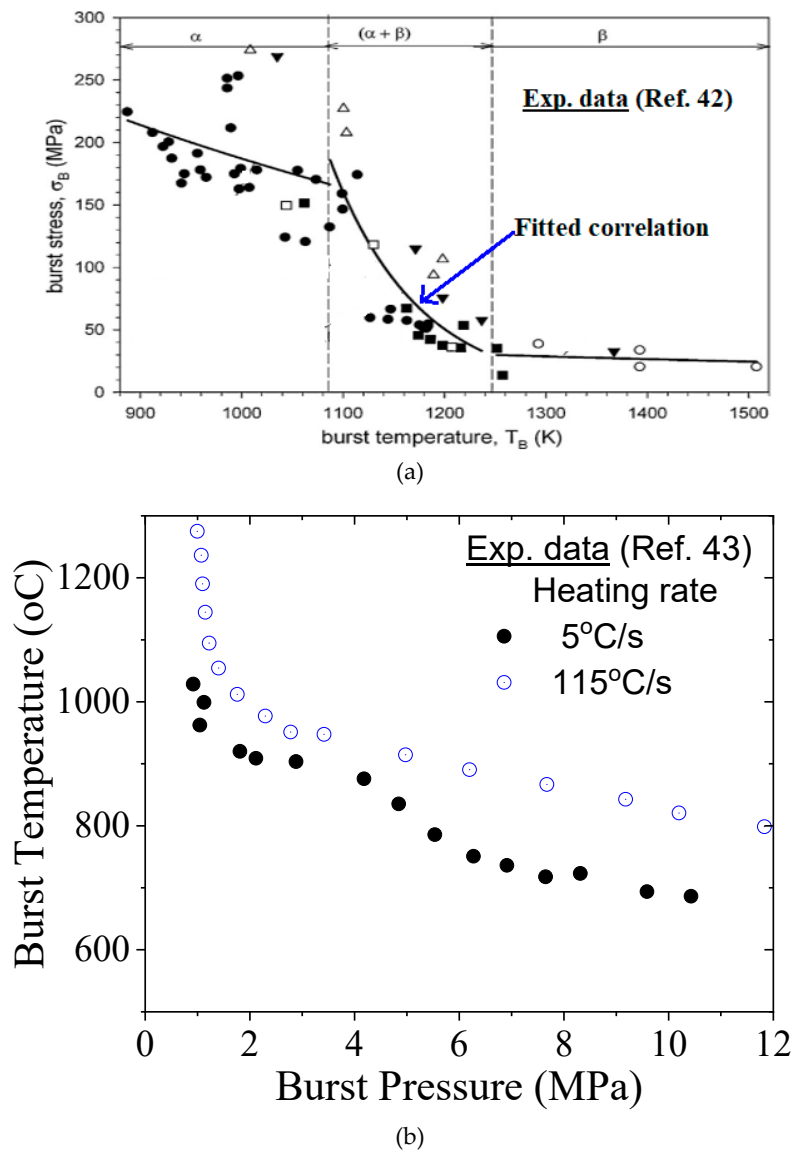 300
250
200
150
100
50
0
burst stress, σB (MPa)
α
(α + β)
β
Exp. data (Ref. 42)
Fitted correlation
900 1000 1100 1200 1300 1400 1500
burst temperature, TB (K)
(a)
Burst Temperature (oC)
1200
1000
800
600
Exp. data (Ref. 43)
Heating rate
5°C/s
115°C/s
0 2 4 6 8 10 12
Burst Pressure (MPa)
(b)